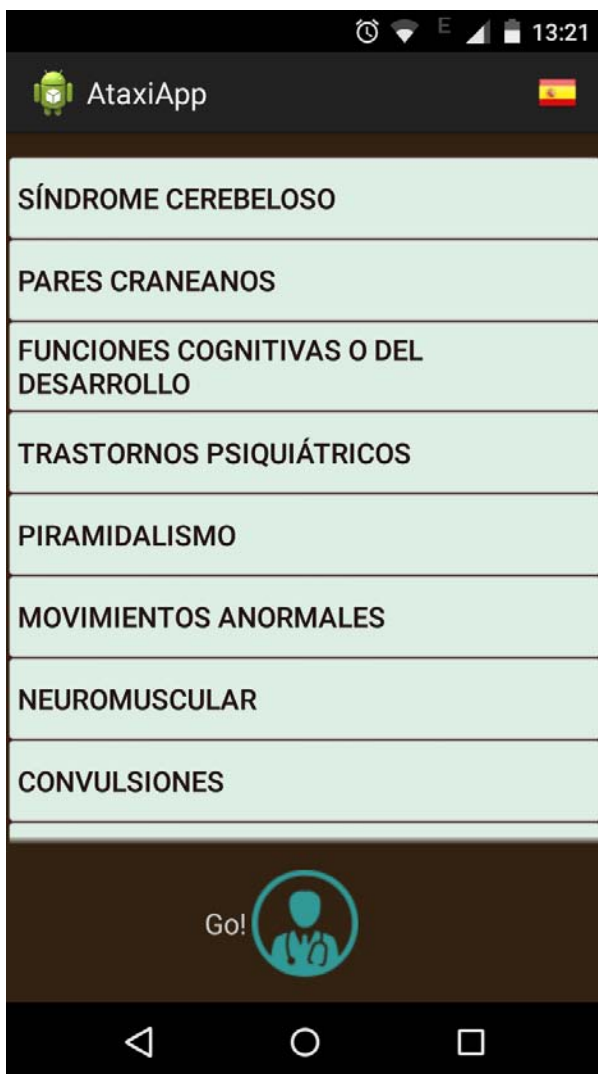 E 13:21
AtaxiApp
SÍNDROME CEREBELOSO
PARES CRANEANOS
FUNCIONES COGNITIVAS O DEL
DESARROLLO
TRASTORNOS PSIQUIÁTRICOS
PIRAMIDALISMO
MOVIMIENTOS ANORMALES
NEUROMUSCULAR
CONVULSIONES
Go!